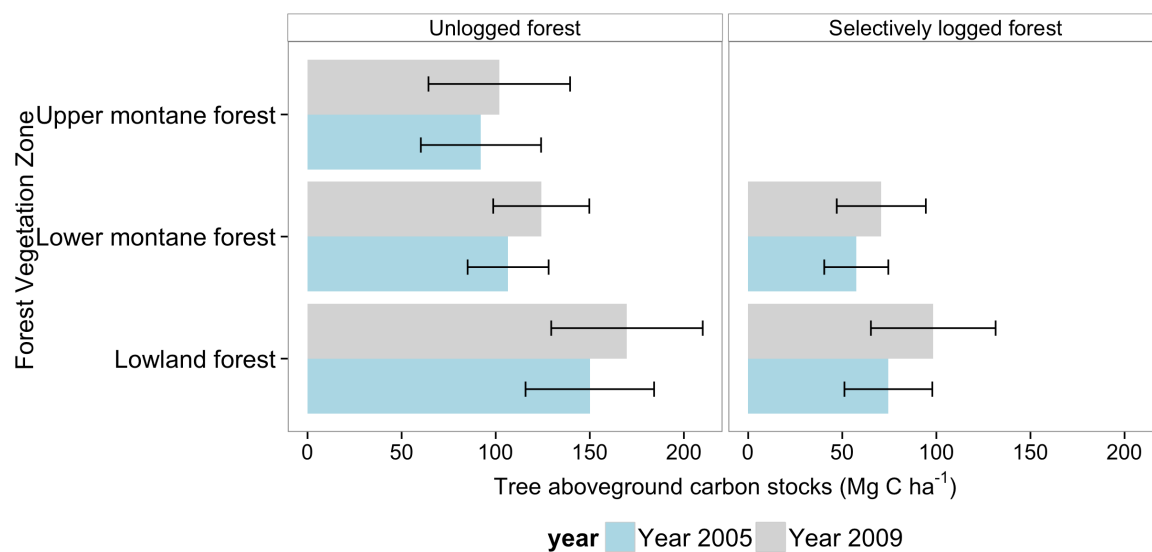 Unlogged forest
Selectively logged forest
Forest Vegetation Zone
Upper montane forest
Lower montane forest
Lowland forest
0 50 100 150 200
0 50 100 150 200
Tree aboveground carbon stocks (Mg C ha⁻¹)
year Year 2005 Year 2009